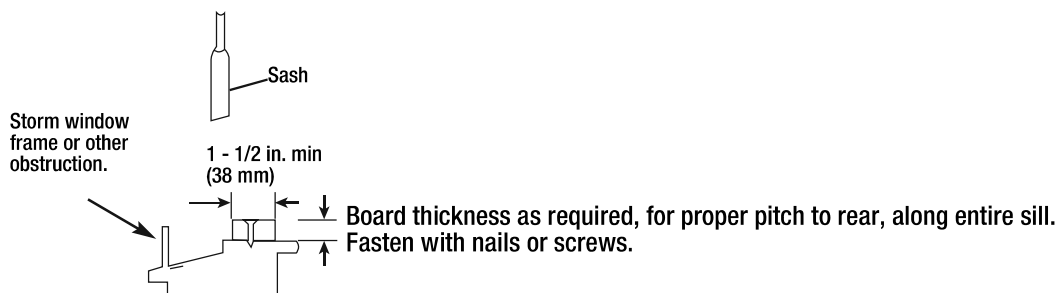 Sash
Storm window
frame or other
obstruction.
1 - 1/2 in. min
(38 mm)
Board thickness as required, for proper pitch to rear, along entire sill.
Fasten with nails or screws.